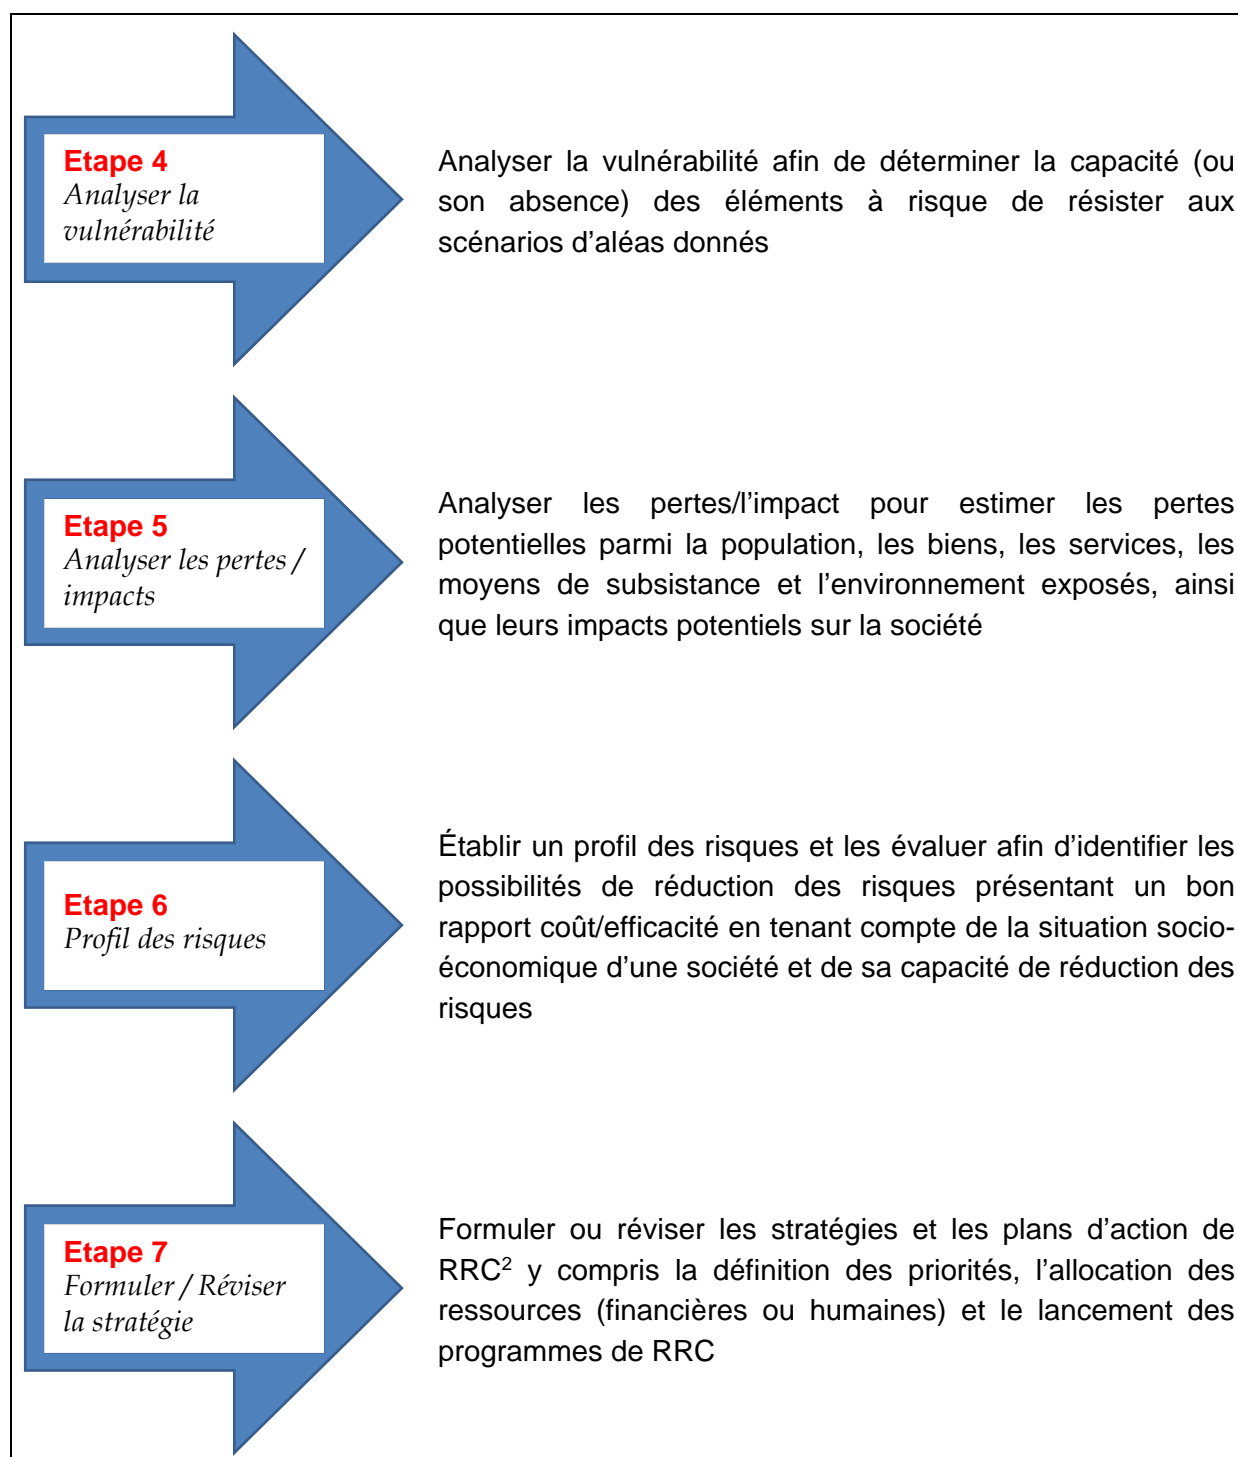 Etape 4
Analyser la
vulnérabilité
Analyser la vulnérabilité afin de déterminer la capacité (ou
son absence) des éléments à risque de résister aux
scénarios d’aléas donnés
Etape 5
Analyser les pertes /
impacts
Analyser les pertes/l’impact pour estimer les pertes
potentielles parmi la population, les biens, les services, les
moyens de subsistance et l’environnement exposés, ainsi
que leurs impacts potentiels sur la société
Etape 6
Profil des risques
Établir un profil des risques et les évaluer afin d’identifier les
possibilités de réduction des risques présentant un bon
rapport coût/efficacité en tenant compte de la situation socio-
économique d’une société et de sa capacité de réduction des
risques
Etape 7
Formuler / Réviser
la stratégie
Formuler ou réviser les stratégies et les plans d’action de
RRC² y compris la définition des priorités, l’allocation des
ressources (financières ou humaines) et le lancement des
programmes de RRC